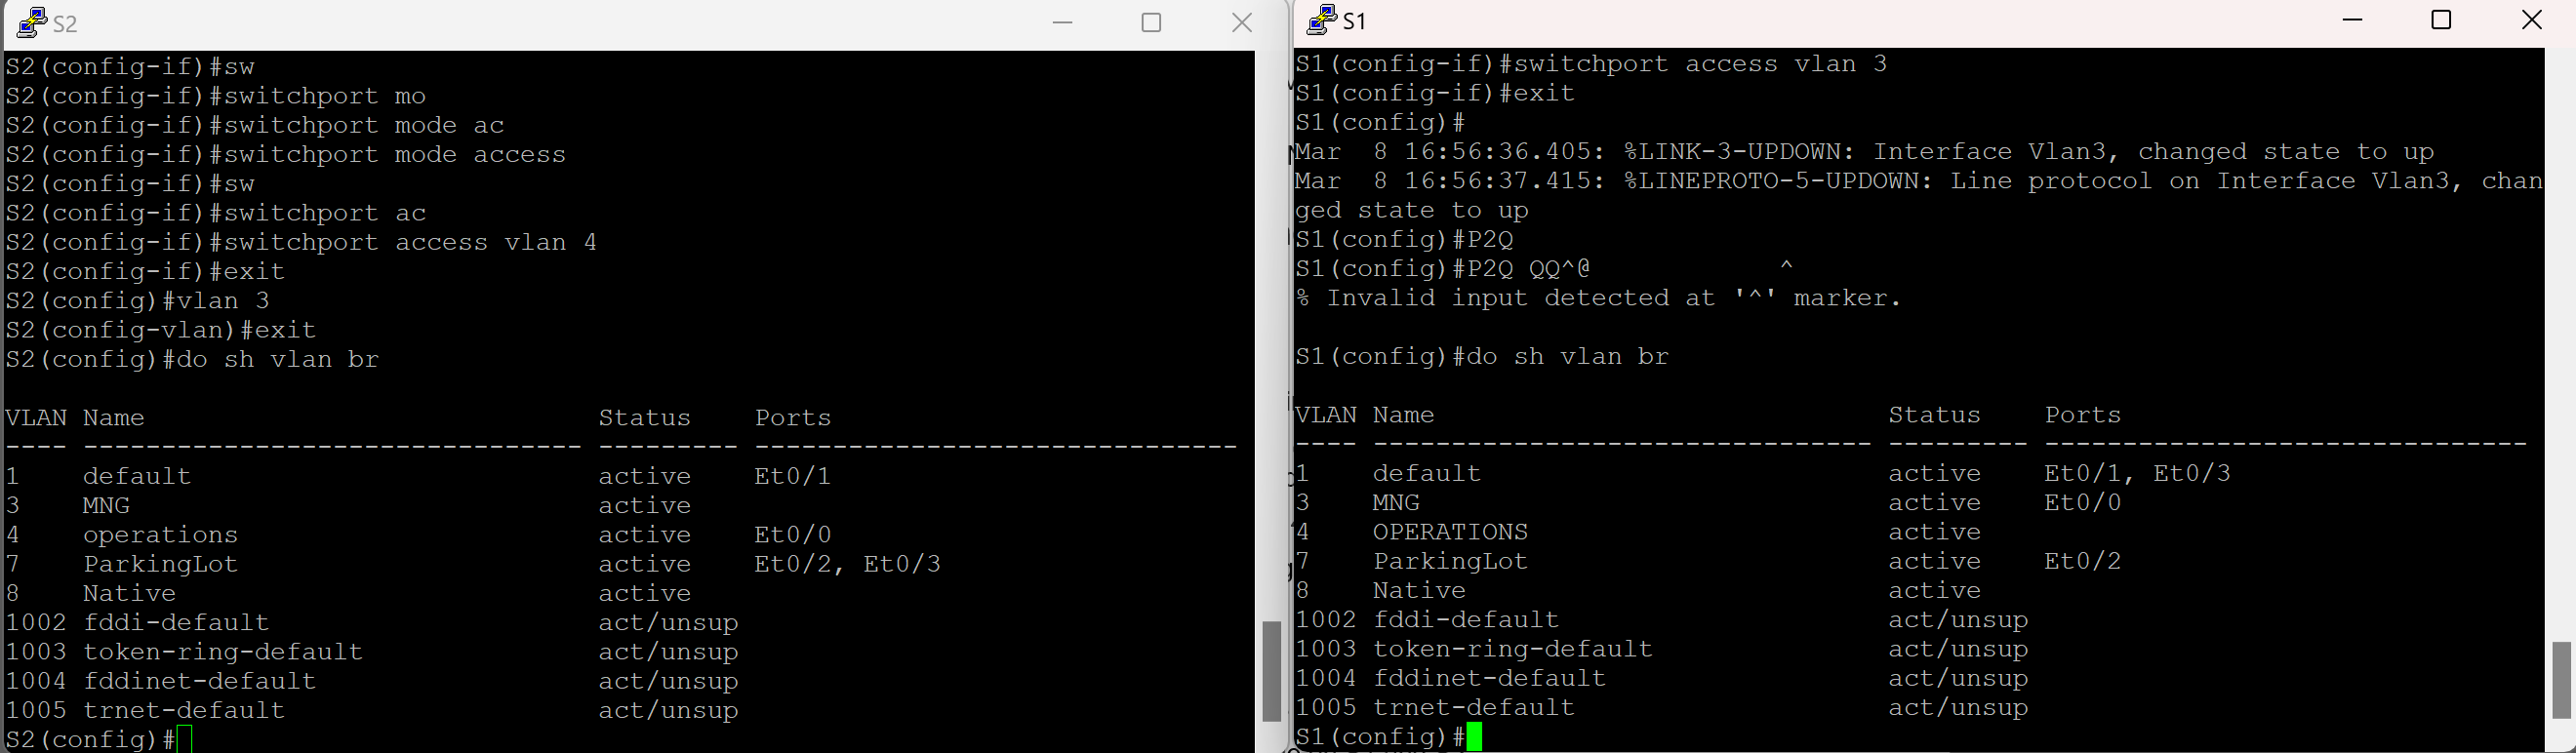 S2
S2(config-if)#sw
S2(config-if)#switchport mo
S2(config-if)#switchport mode ac
S2(config-if)#switchport mode access
S2(config-if)#sw
S2(config-if)#switchport ac
S2(config-if)#switchport access vlan 4
S2(config-if)#exit
S2(config)#vlan 3
S2(config-vlan)#exit
S2(config)#do sh vlan br
VLAN Name                             Status    Ports
---- -------------------------------- --------- -------------------------------
1    default                          active    Et0/1
3    MNG                              active
4    operations                       active    Et0/0
7    ParkingLot                       active    Et0/2, Et0/3
8    Native                           active
1002 fddi-default                     act/unsup
1003 token-ring-default               act/unsup
1004 fddinet-default                  act/unsup
1005 trnet-default                    act/unsup
S2(config)#
S1
S1(config-if)#switchport access vlan 3
S1(config-if)#exit
S1(config)#
Mar  8 16:56:36.405: %LINK-3-UPDOWN: Interface Vlan3, changed state to up
Mar  8 16:56:37.415: %LINEPROTO-5-UPDOWN: Line protocol on Interface Vlan3, chan
ged state to up
S1(config)#P2Q
S1(config)#P2Q QQ^@            ^
% Invalid input detected at '^' marker.
S1(config)#do sh vlan br
VLAN Name                             Status    Ports
---- -------------------------------- --------- -------------------------------
1    default                          active    Et0/1, Et0/3
3    MNG                              active    Et0/0
4    OPERATIONS                       active
7    ParkingLot                       active    Et0/2
8    Native                           active
1002 fddi-default                     act/unsup
1003 token-ring-default               act/unsup
1004 fddinet-default                  act/unsup
1005 trnet-default                    act/unsup
S1(config)#